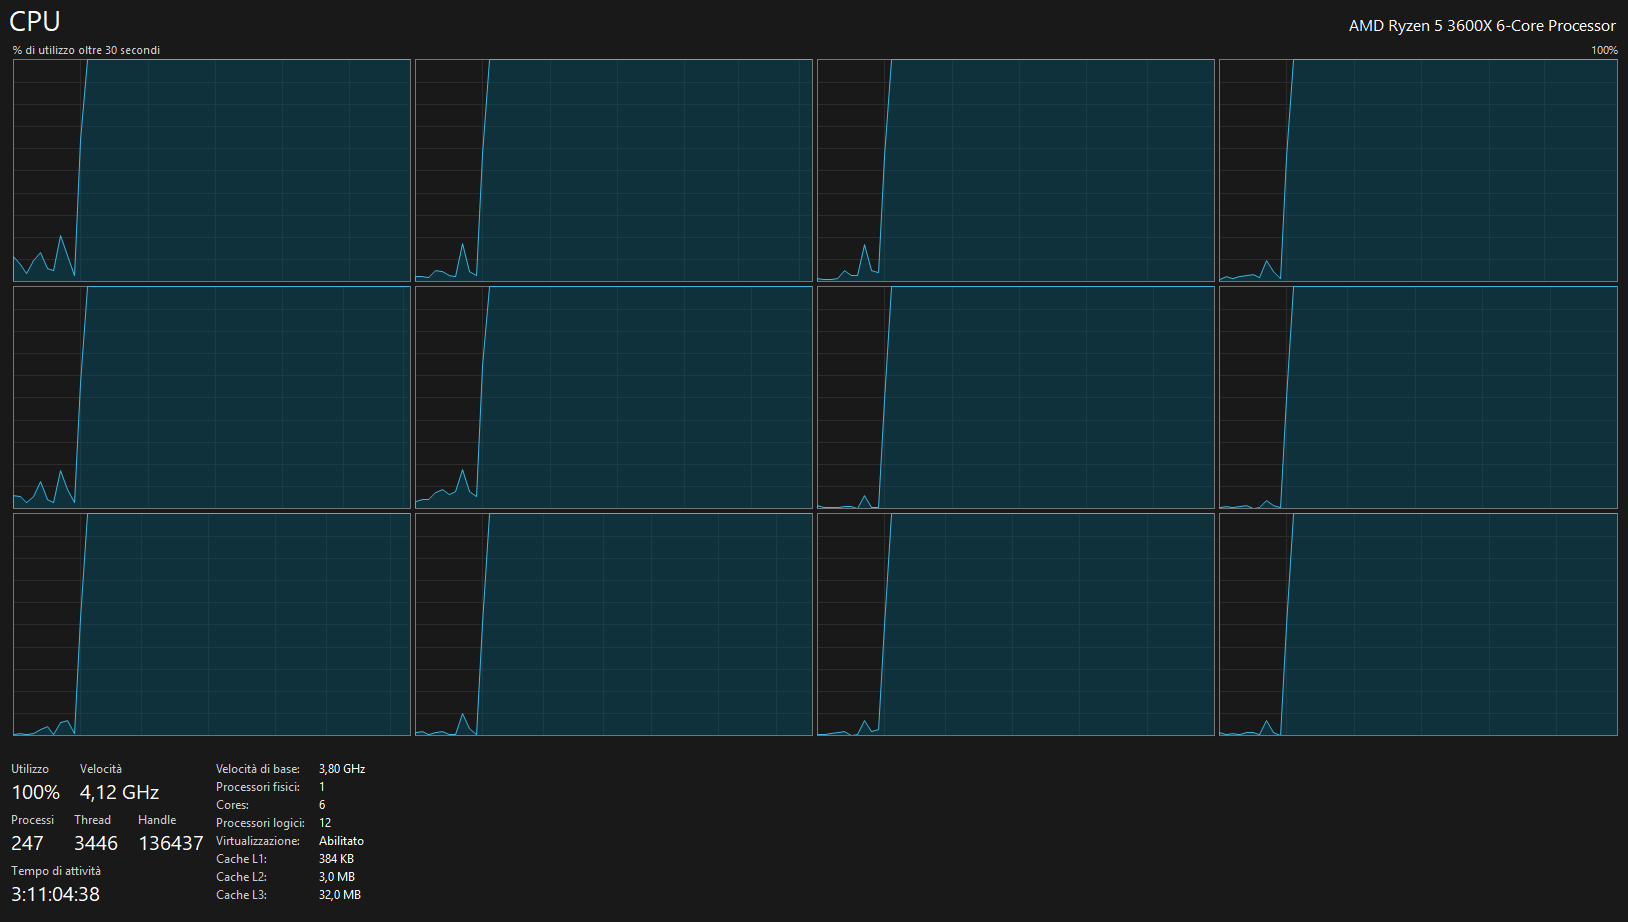 CPU
AMD Ryzen 5 3600X 6-Core Processor
% di utilizzo oltre 30 secondi
100%
Utilizzo Velocità
100% 4,12 GHz
Processi Thread Handle
247 3446 136437
Tempo di attività
3:11:04:38
Velocità di base: 3,80 GHz
Processori fisici: 1
Cores: 6
Processori logici: 12
Virtualizzazione: Abilitato
Cache L1: 384 KB
Cache L2: 3,0 MB
Cache L3: 32,0 MB